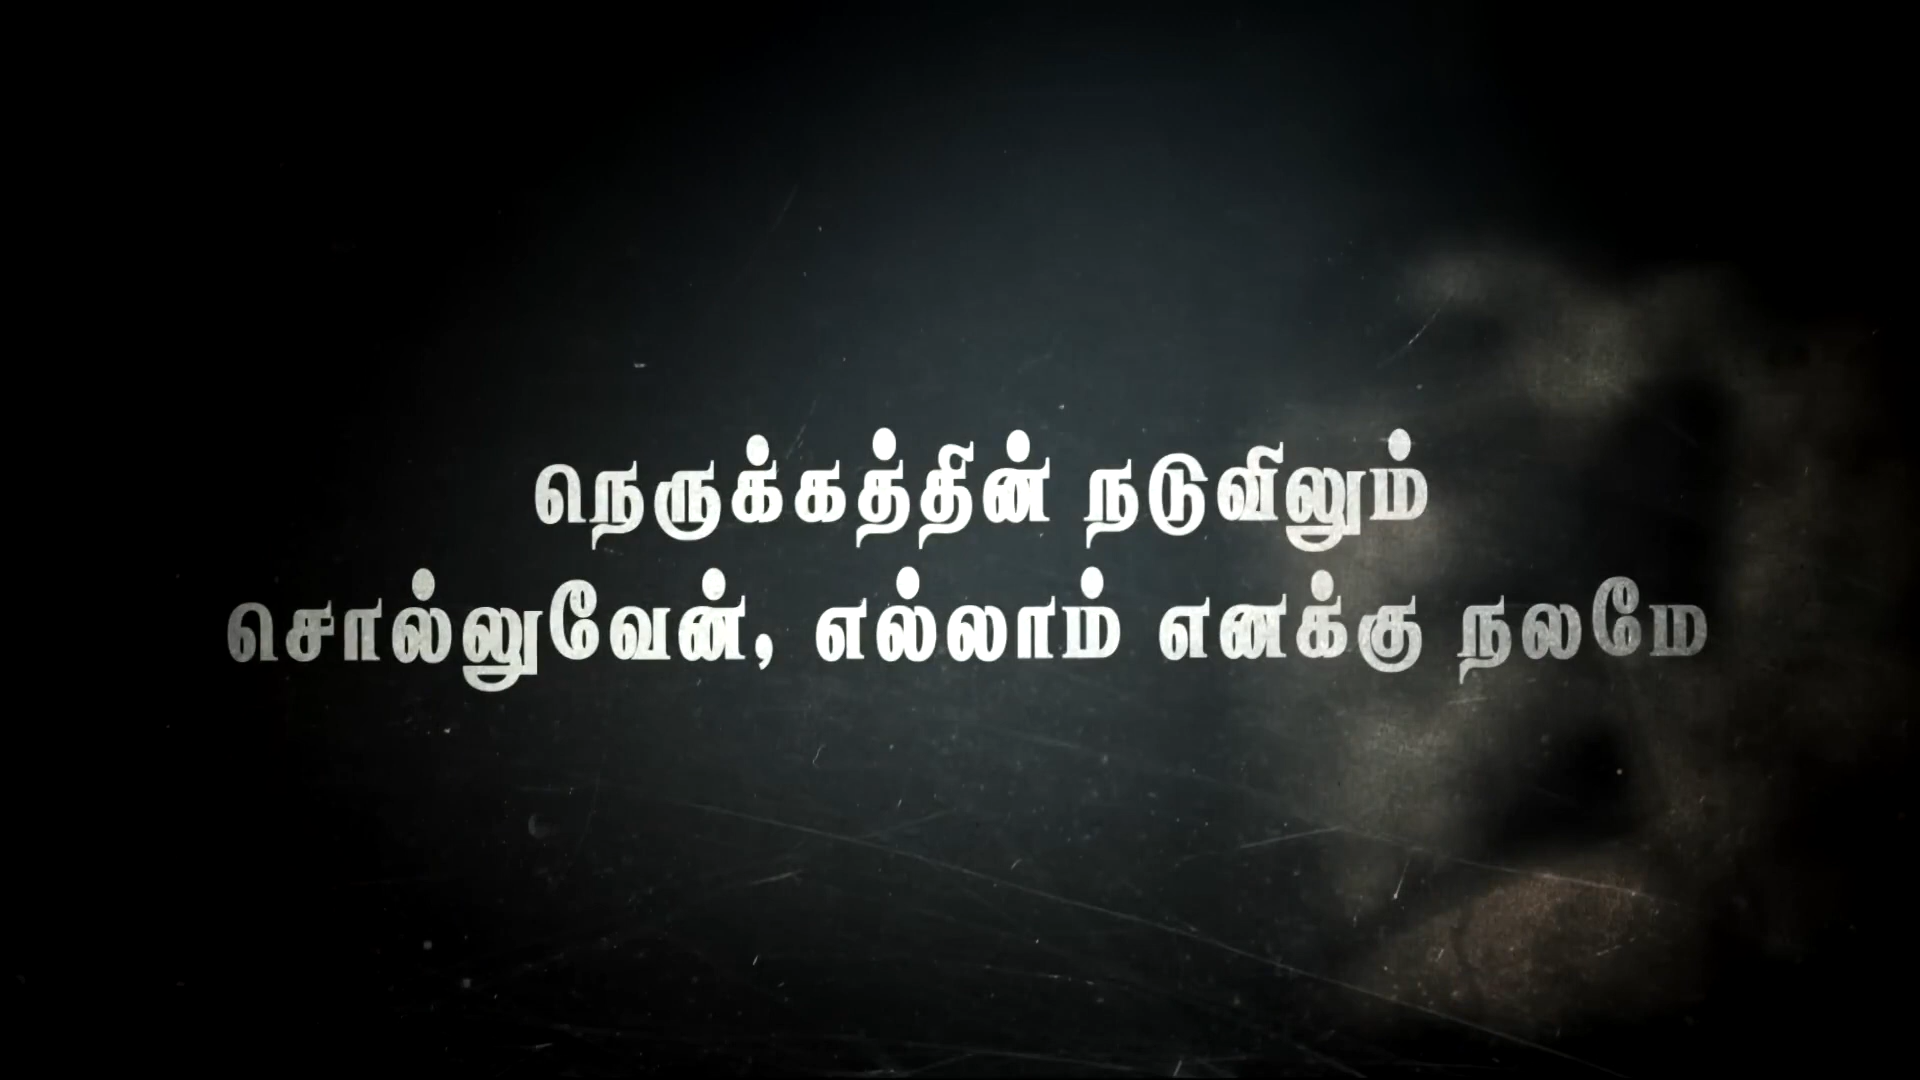 நெருக்கத்தின் நடுவிலும்
சொல்லுவேன், எல்லாம் எனக்கு நலமே